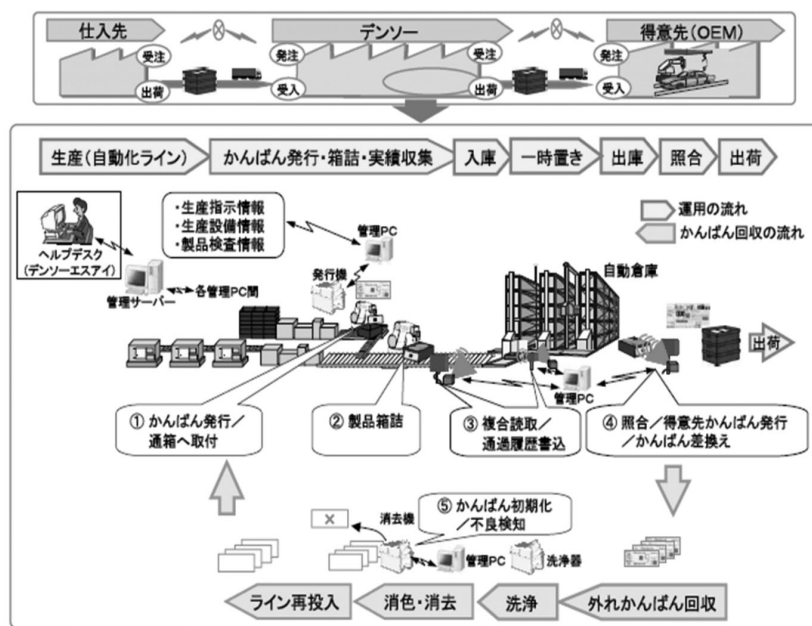 仕入先
デンソー
得意先(OEM)
受注
発注
受注
発注
出荷
受入
出荷
受入
生産(自動化ライン)
かんばん発行・箱詰・実績収集
入庫
一時置き
出庫
照合
出荷
・生産指示情報
・生産設備情報
・製品検査情報
管理PC
運用の流れ
かんばん回収の流れ
ヘルプデスク
(デンソーエスアイ)
発行機
自動倉庫
管理サーバー
各管理PC間
出荷
管理PC
① かんばん発行/
通箱へ取付
② 製品箱詰
③ 複合読取/
通過履歴書込
④ 照合/得意先かんばん発行
/かんばん差換え
⑤ かんばん初期化
/不良検知
消去機
管理PC
洗浄器
ライン再投入
消色・消去
洗浄
外れかんばん回収